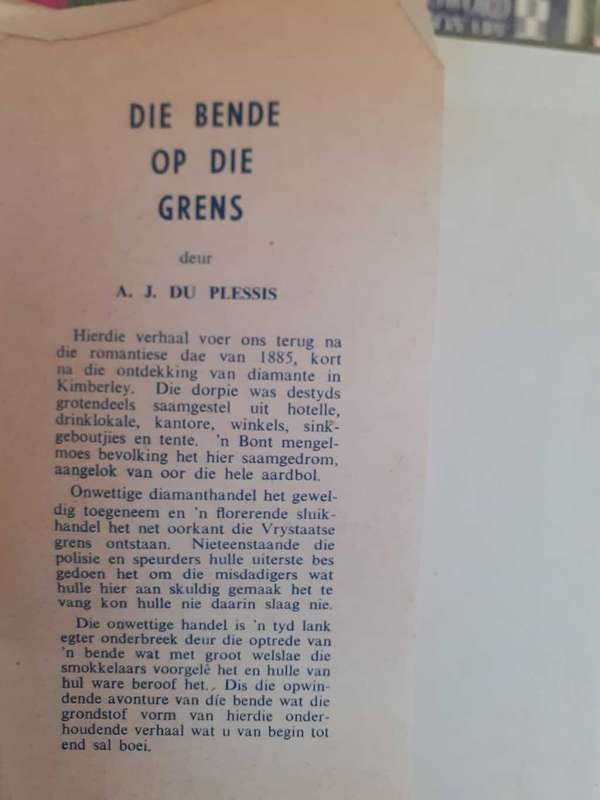 DIE BENDE
OP DIE
GRENS
deur
A. J. DU PLESSIS
Hierdie verhaal voer ons terug na
die romantiese dae van 1885, kort
na die ontdekking van diamante in
Kimberley. Die dorpie was destyds
grotendeels saamgestel uit hotelle,
drinklokale, kantore, winkels, sink-
geboutjies en tente. 'n Bont mengel-
moes bevolking het hier saamgedrom,
aangelok van oor die hele aardbol.
Onwettige diamanthandel het gewel-
dig toegeneem en 'n florerende sluik-
handel het net oorkant die Vrystaatse
grens ontstaan. Nieteenstaande die
polisie en speurders hulle uiterste bes
gedoen het om die misdadigers wat
hulle hier aan skuldig gemaak het te
vang kon hulle nie daarin slaag nie.
Die onwettige handel is 'n tyd lank
egter onderbreek deur die optrede van
'n bende wat met groot welslae die
smokkelaars voorgelê het en hulle van
hul ware beroof het. Dis die opwin-
dende avonture van díe bende wat die
grondstof vorm van hierdie onder-
houdende verhaal wat u van begin tot
end sal boei.